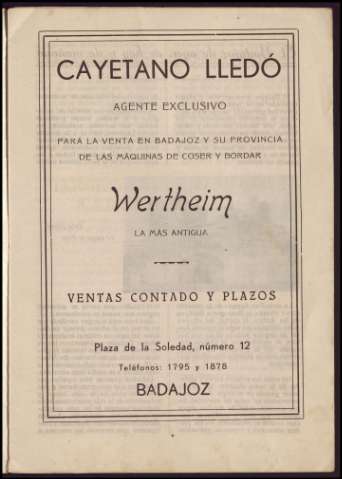 CAYETANO LLEDÓ
AGENTE EXCLUSIVO
PARA LA VENTA EN BADAJOZ Y SU PROVINCIA
DE LAS MÁQUINAS DE COSER Y BORDAR
Wertheim
LA MÁS ANTIGUA
VENTAS CONTADO Y PLAZOS
Plaza de la Soledad, número 12
Teléfonos: 1795 y 1878
BADAJOZ